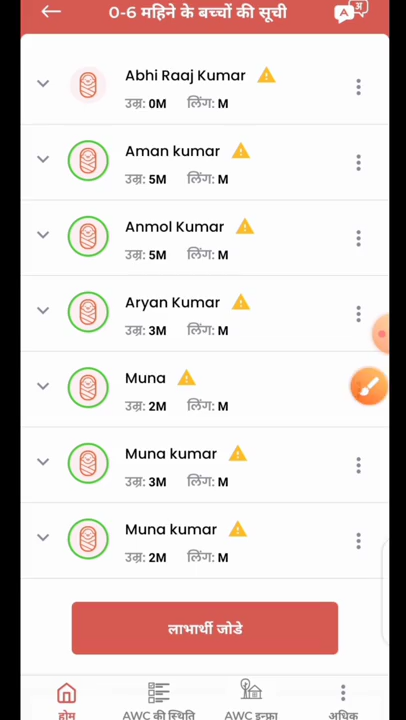 0-6 महिने के बच्चों की सूची
A अ
Abhi Raaj Kumar
उम्र: 0M लिंग: M
Aman kumar
उम्र: 5M लिंग: M
Anmol Kumar
उम्र: 5M लिंग: M
Aryan Kumar
उम्र: 3M लिंग: M
Muna
उम्र: 2M लिंग: M
Muna kumar
उम्र: 3M लिंग: M
Muna kumar
उम्र: 2M लिंग: M
लाभार्थी जोडे
होम AWC की स्थिति AWC इन्फ्रा अधिक